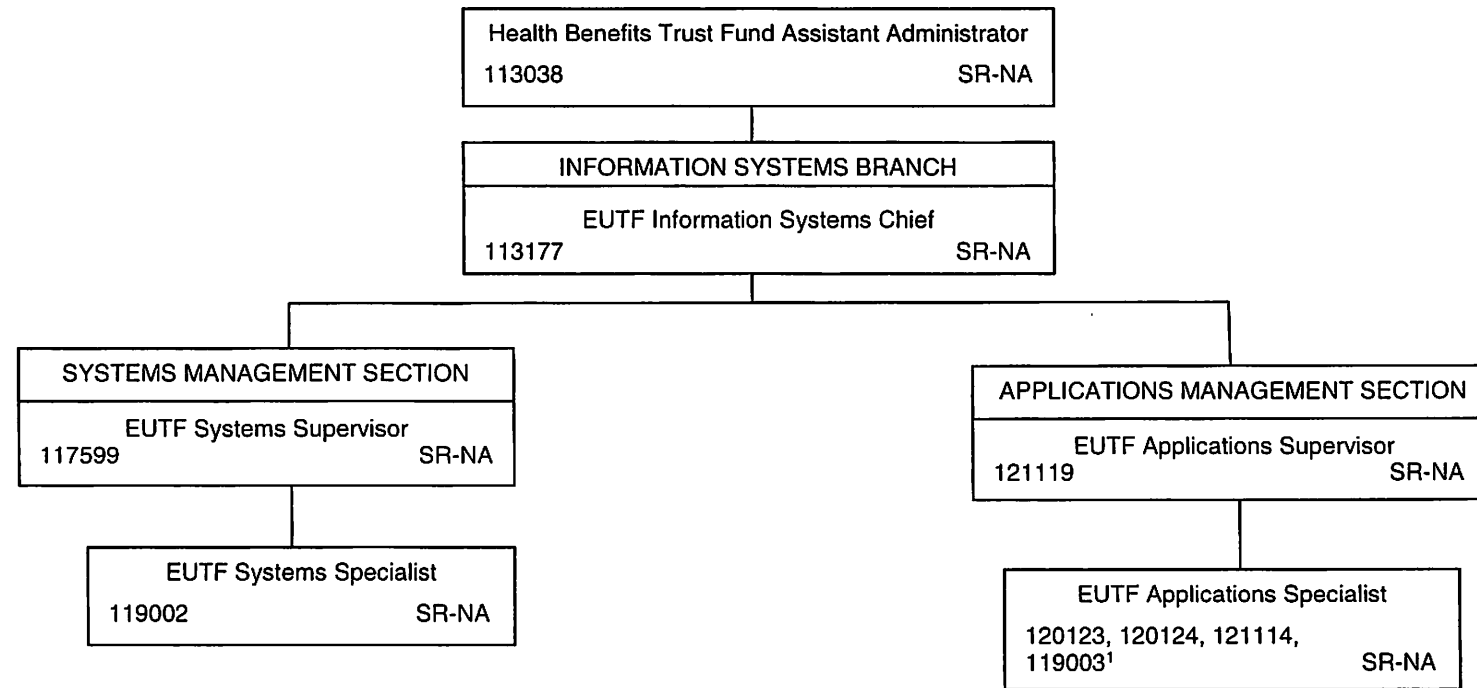 Health Benefits Trust Fund Assistant Administrator
113038 SR-NA
INFORMATION SYSTEMS BRANCH
EUTF Information Systems Chief
113177 SR-NA
SYSTEMS MANAGEMENT SECTION
EUTF Systems Supervisor
117599 SR-NA
EUTF Systems Specialist
119002 SR-NA
APPLICATIONS MANAGEMENT SECTION
EUTF Applications Supervisor
121119 SR-NA
EUTF Applications Specialist
120123, 120124, 121114,
119003¹ SR-NA